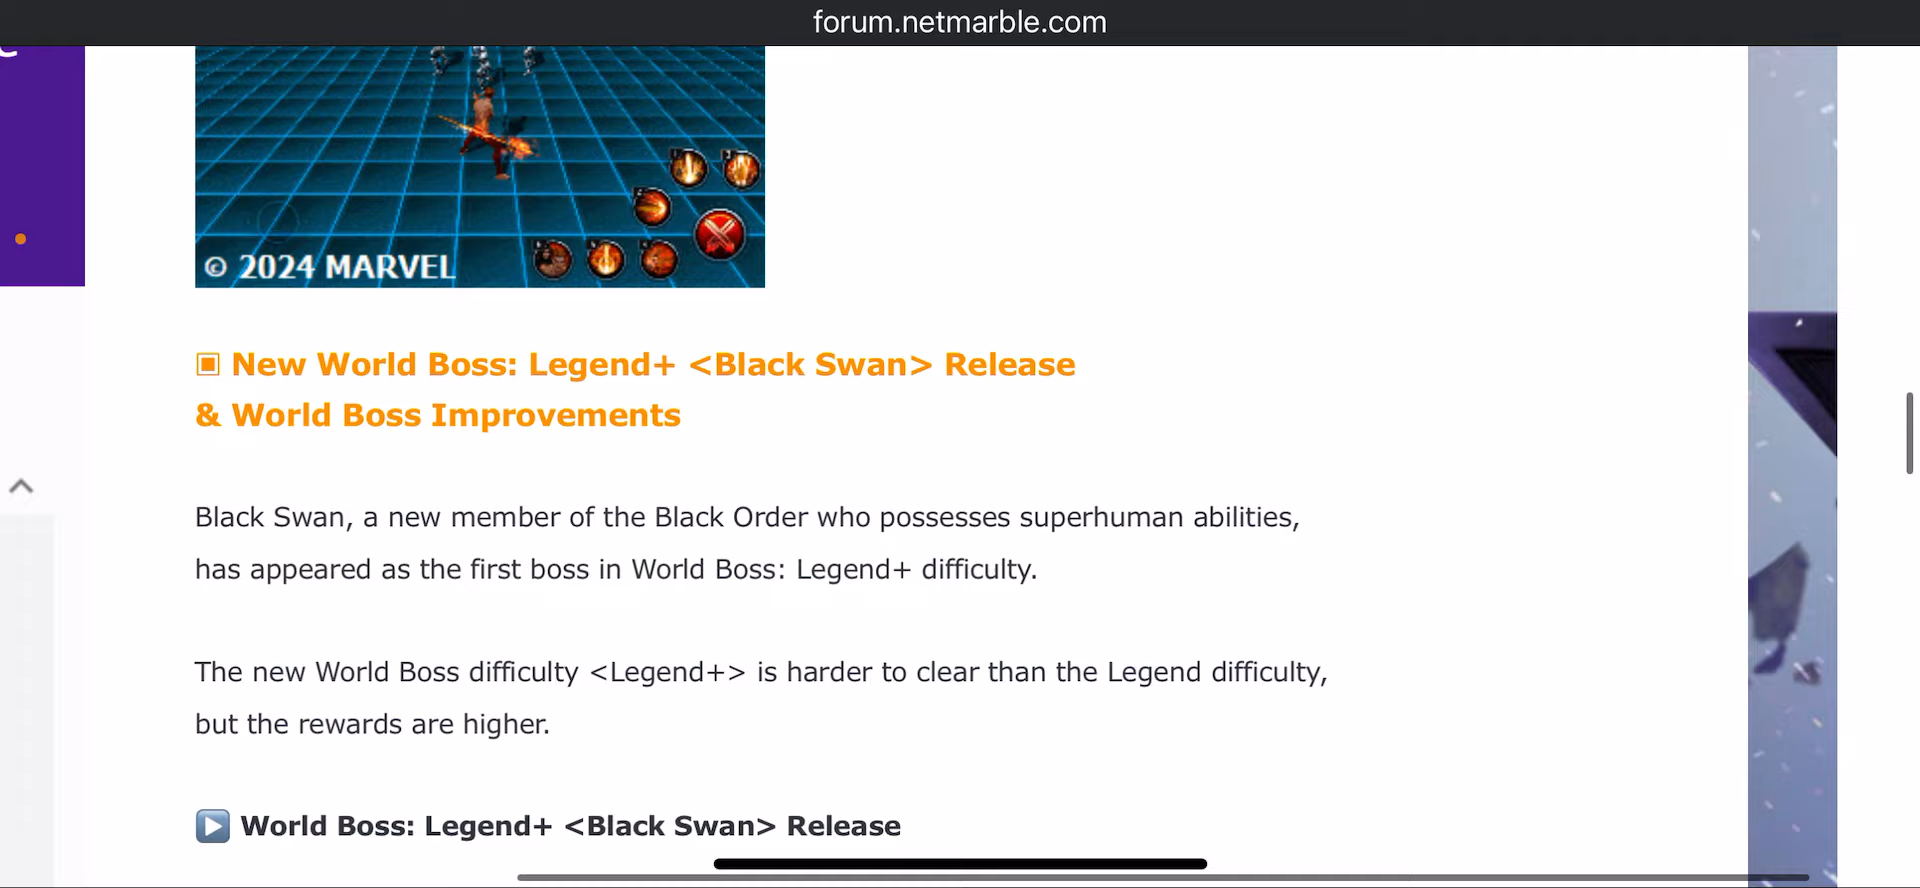 forum.netmarble.com
© 2024 MARVEL
New World Boss: Legend+ <Black Swan> Release
& World Boss Improvements
Black Swan, a new member of the Black Order who possesses superhuman abilities,
has appeared as the first boss in World Boss: Legend+ difficulty.
The new World Boss difficulty <Legend+> is harder to clear than the Legend difficulty,
but the rewards are higher.
World Boss: Legend+ <Black Swan> Release